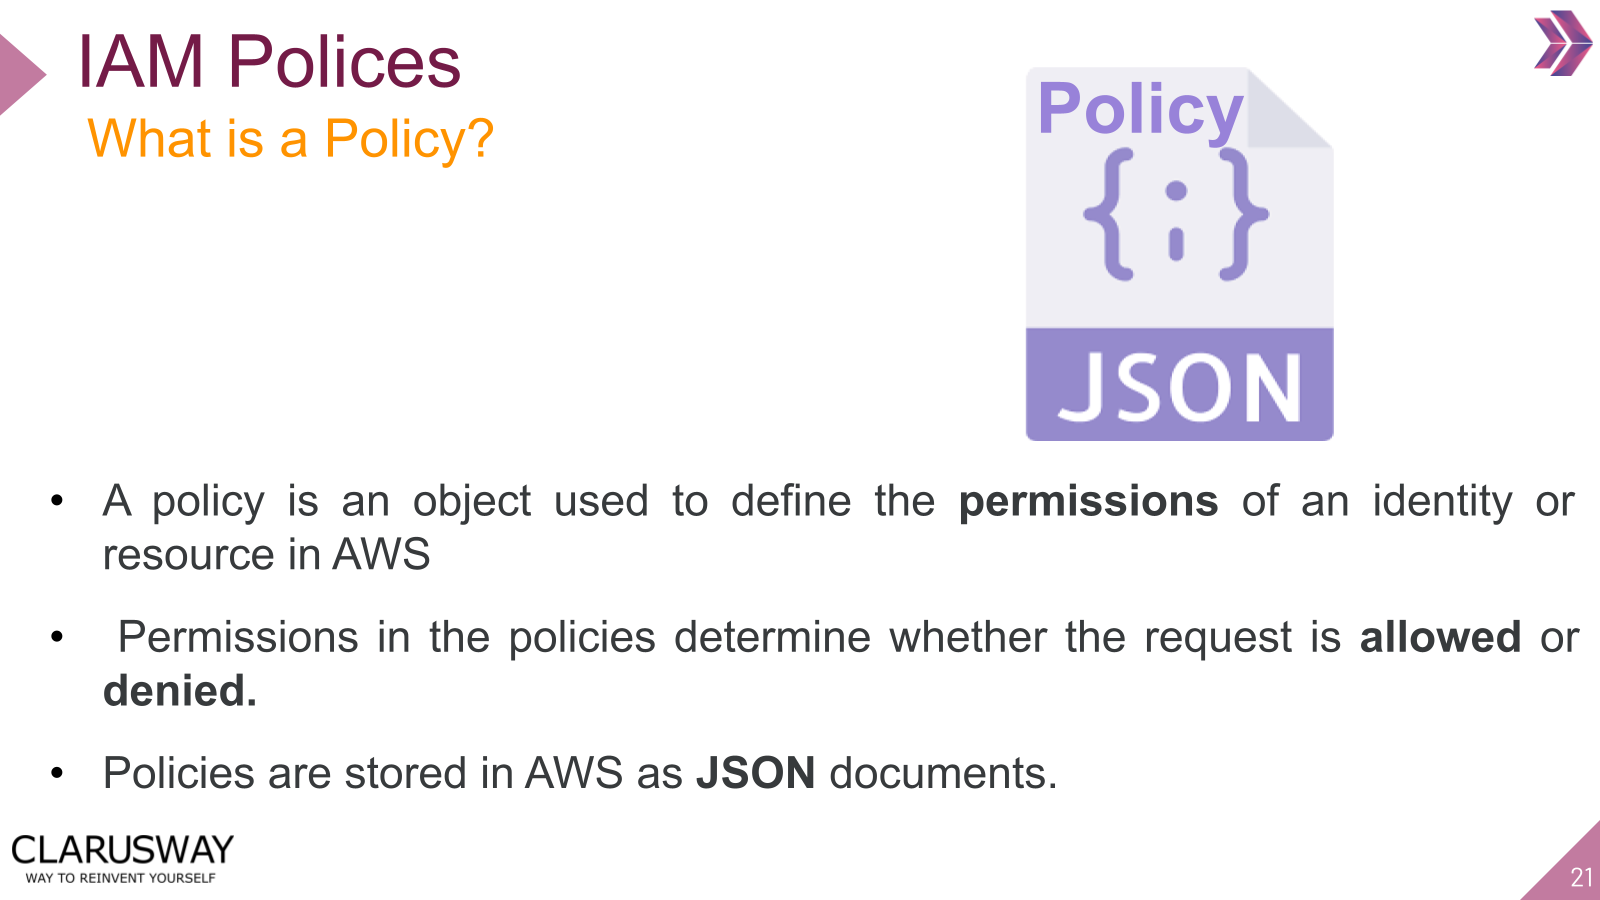 IAM Polices
What is a Policy?
Policy
{;}
JSON
• A policy is an object used to define the permissions of an identity or
resource in AWS
• Permissions in the policies determine whether the request is allowed or
denied.
• Policies are stored in AWS as JSON documents.
CLARUSWAY
WAY TO REINVENT YOURSELF
21